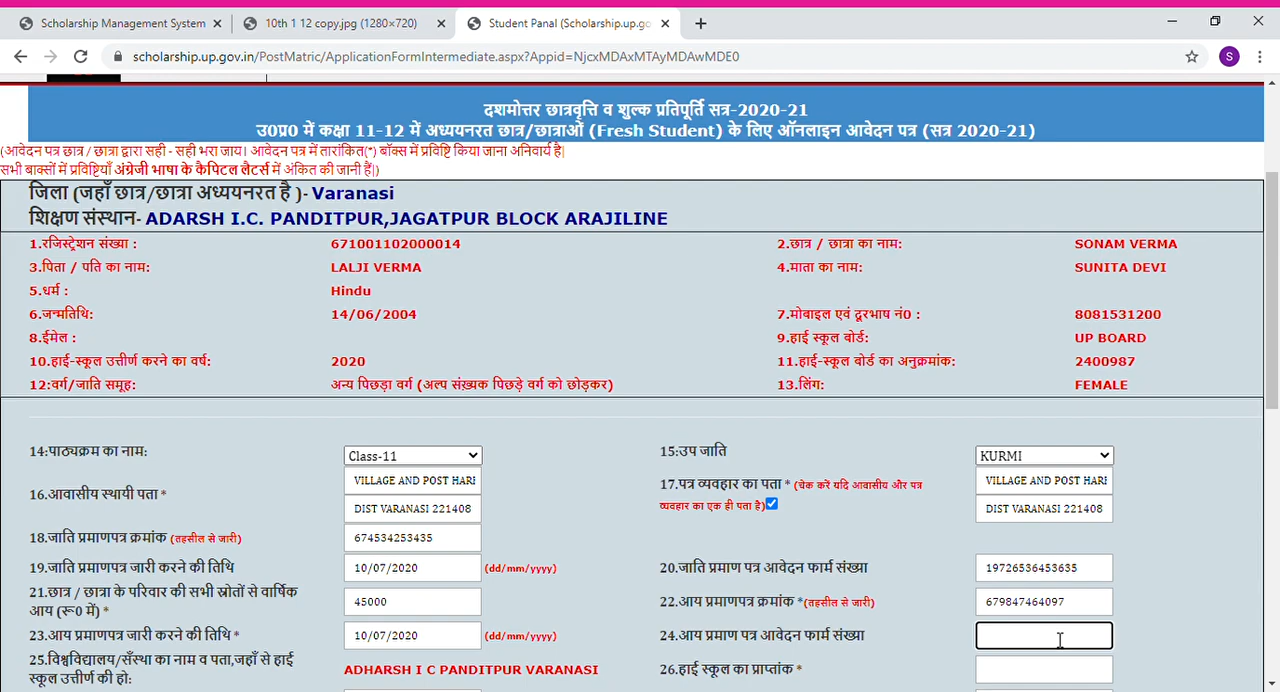 Scholarship Management System
10th 1 12 copy.jpg (1280×720)
Student Panal (Scholarship.up.go
scholarship.up.gov.in/PostMatric/ApplicationFormIntermediate.aspx?Appid=NjcxMDAxMTAyMDAwMDE0
S
दशमोत्तर छात्रवृत्ति व शुल्क प्रतिपूर्ति सत्र-2020-21
उ0प्र0 में कक्षा 11-12 में अध्ययनरत छात्र/छात्राओं (Fresh Student) के लिए ऑनलाइन आवेदन पत्र (सत्र 2020-21)
(आवेदन पत्र छात्र / छात्रा द्वारा सही - सही भरा जाय। आवेदन पत्र में तारांकित(*) बॉक्स में प्रविष्टि किया जाना अनिवार्य है|
सभी बाक्सों में प्रविष्टियाँ अंग्रेजी भाषा के कैपिटल लैटर्स में अंकित की जानी हैं|)
जिला (जहाँ छात्र/छात्रा अध्ययनरत है )- Varanasi
शिक्षण संस्थान- ADARSH I.C. PANDITPUR,JAGATPUR BLOCK ARAJILINE
1.रजिस्ट्रेशन संख्या : 671001102000014 2.छात्र / छात्रा का नाम: SONAM VERMA
3.पिता / पति का नाम: LALJI VERMA 4.माता का नाम: SUNITA DEVI
5.धर्म : Hindu
6.जन्मतिथि: 14/06/2004 7.मोबाइल एवं दूरभाष नं0 : 8081531200
8.ईमेल : 9.हाई स्कूल बोर्ड: UP BOARD
10.हाई-स्कूल उत्तीर्ण करने का वर्ष: 2020 11.हाई-स्कूल बोर्ड का अनुक्रमांक: 2400987
12:वर्ग/जाति समूह: अन्य पिछड़ा वर्ग (अल्प संख़्यक पिछड़े वर्ग को छोड़कर) 13.लिंग: FEMALE
14:पाठ्यक्रम का नाम: Class-11 15:उप जाति KURMI
16.आवासीय स्थायी पता * VILLAGE AND POST HARI 17.पत्र व्यवहार का पता * (चेक करें यदि आवासीय और पत्र VILLAGE AND POST HARI
DIST VARANASI 221408 व्यवहार का एक ही पता है) DIST VARANASI 221408
18.जाति प्रमाणपत्र क्रमांक (तहसील से जारी) 674534253435
19.जाति प्रमाणपत्र जारी करने की तिथि 10/07/2020 (dd/mm/yyyy) 20.जाति प्रमाण पत्र आवेदन फार्म संख्या 19726536453635
21.छात्र / छात्रा के परिवार की सभी स्रोतों से वार्षिक
आय (रू0 में) * 45000 22.आय प्रमाणपत्र क्रमांक *(तहसील से जारी) 679847464097
23.आय प्रमाणपत्र जारी करने की तिथि * 10/07/2020 (dd/mm/yyyy) 24.आय प्रमाण पत्र आवेदन फार्म संख्या
25.विश्वविद्यालय/सँस्था का नाम व पता,जहाँ से हाई
स्कूल उत्तीर्ण की हो: ADHARSH I C PANDITPUR VARANASI 26.हाई स्कूल का प्राप्तांक *